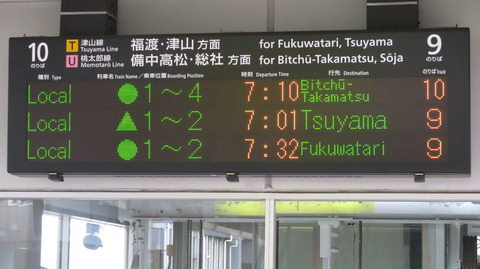 10 のりば T 津山線 Tsuyama Line 福渡・津山 方面 for Fukuwatari, Tsuyama 9 のりば
U 桃太郎線 Momotarō Line 備中高松・総社 方面 for Bitchū-Takamatsu, Sōja
種別 Type 列車名 Train Name/乗車位置 Boarding Position 時刻 Departure Time 行先 Destination のりば Track
Local ●1〜4 7:10 Bitchū-Takamatsu 10
Local ▲1〜2 7:01 Tsuyama 9
Local ●1〜2 7:32 Fukuwatari 9